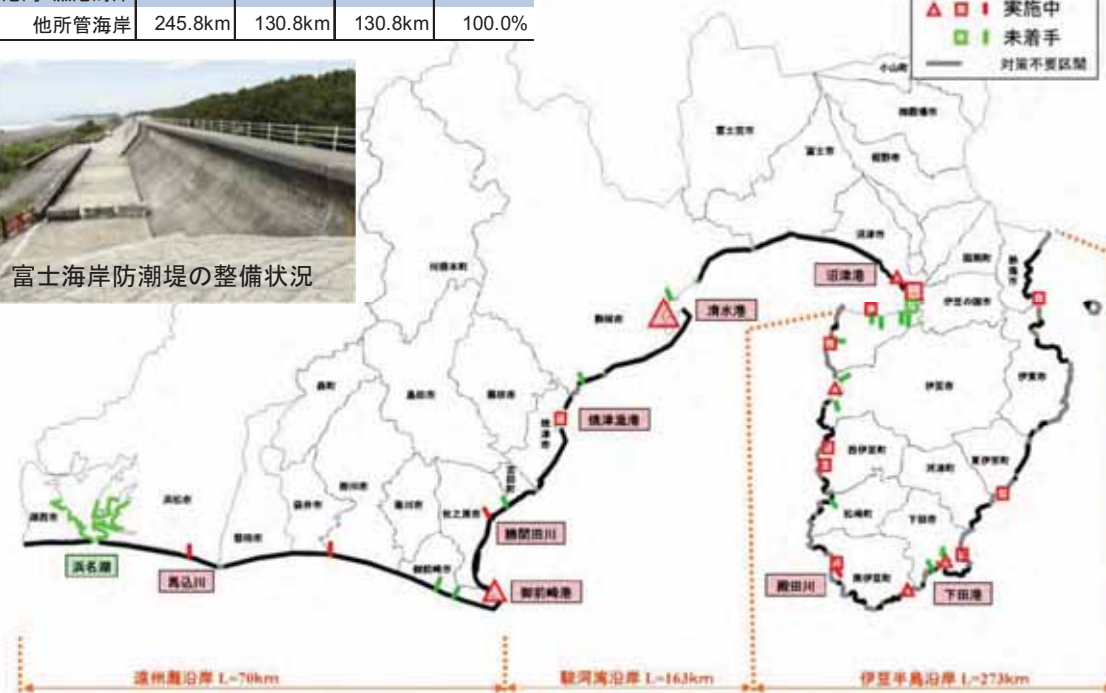 他所管海岸 245.8km 130.8km 130.8km 100.0%
実施中
未着手
対策不要区間
富士海岸防潮堤の整備状況
小山町
御殿場市
富士宮市
富士市
裾野市
沼津市
函南町
熱海市
沼津港
伊豆の国市
川根本町
静岡市
清水港
伊豆市
伊東市
森町
島田市
藤枝市
焼津市
焼津漁港
西伊豆町
河津町
東伊豆町
吉田町
湖西市
浜松市
磐田市
袋井市
掛川市
菊川市
牧之原市
松崎町
下田市
勝間田川
浜名湖
馬込川
御前崎市
御前崎港
殿田川
南伊豆町
下田港
遠州灘沿岸 L=70km
駿河湾沿岸 L=163km
伊豆半島沿岸 L=273km